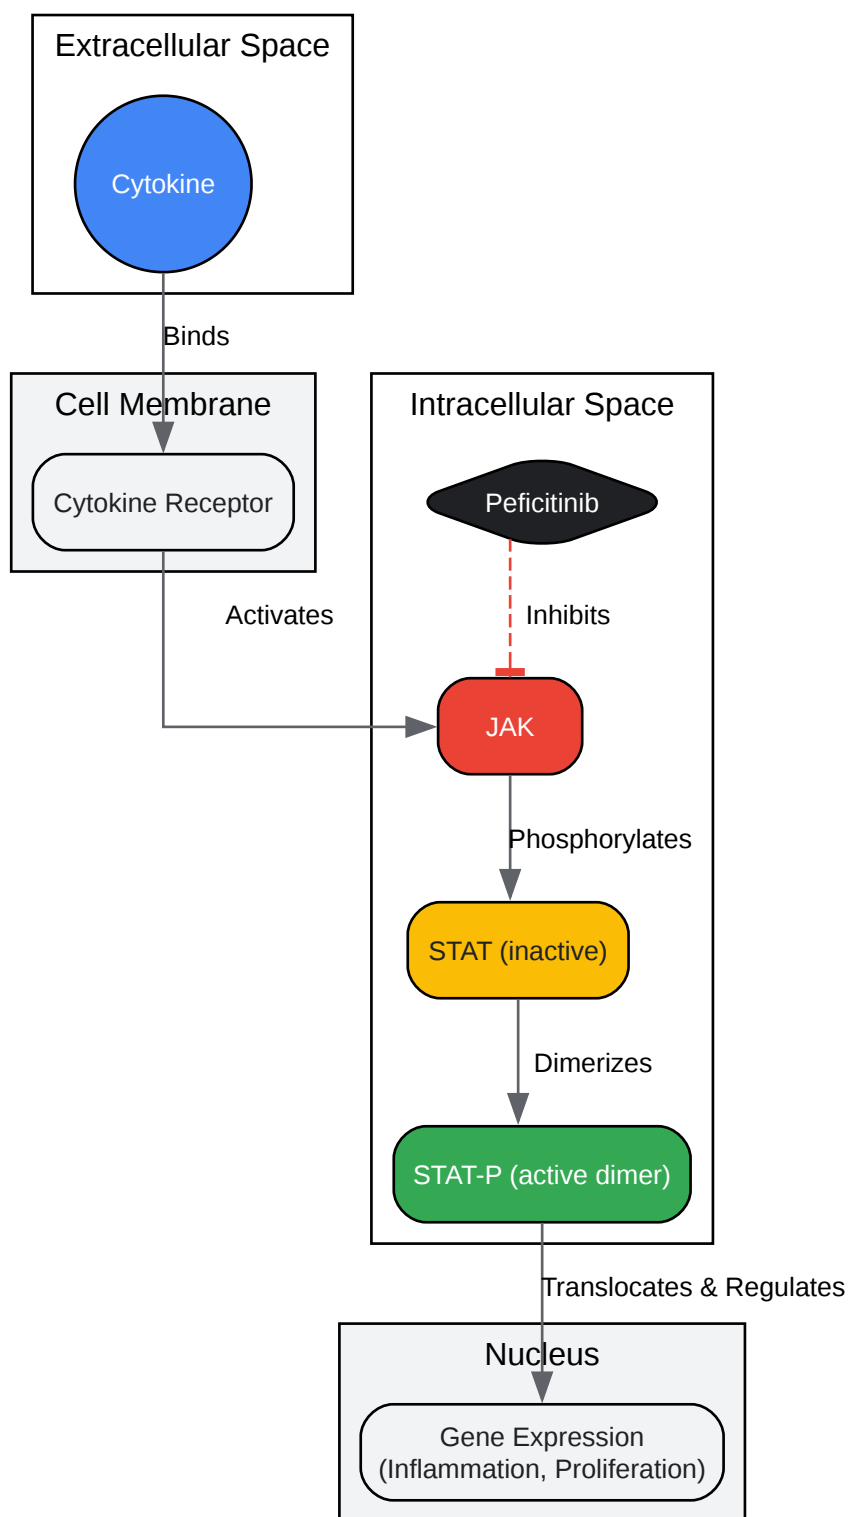 Extracellular Space
Cytokine
Binds
Cell Membrane
Cytokine Receptor
Activates
Intracellular Space
Peficitinib
Inhibits
JAK
Phosphorylates
STAT (inactive)
Dimerizes
STAT-P (active dimer)
Translocates & Regulates
Nucleus
Gene Expression
(Inflammation, Proliferation)